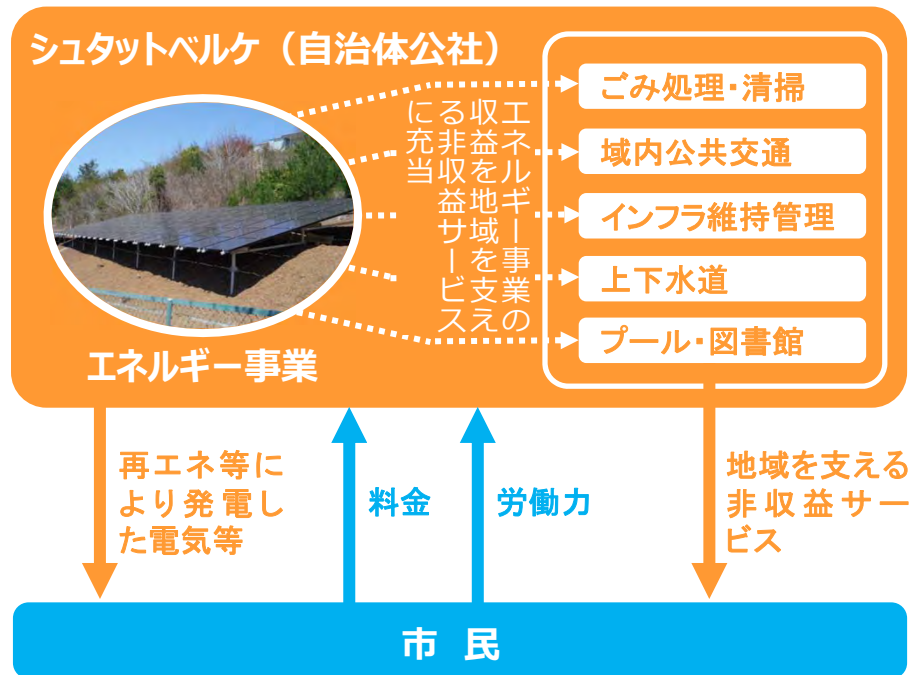 シュタットベルケ（自治体公社）
エネルギー事業の
収益を地域を支え
る非収益サービス
に充当
エネルギー事業
ごみ処理・清掃
域内公共交通
インフラ維持管理
上下水道
プール・図書館
再エネ等に
より発電し
た電気等
料金
労働力
地域を支える
非収益サー
ビス
市民